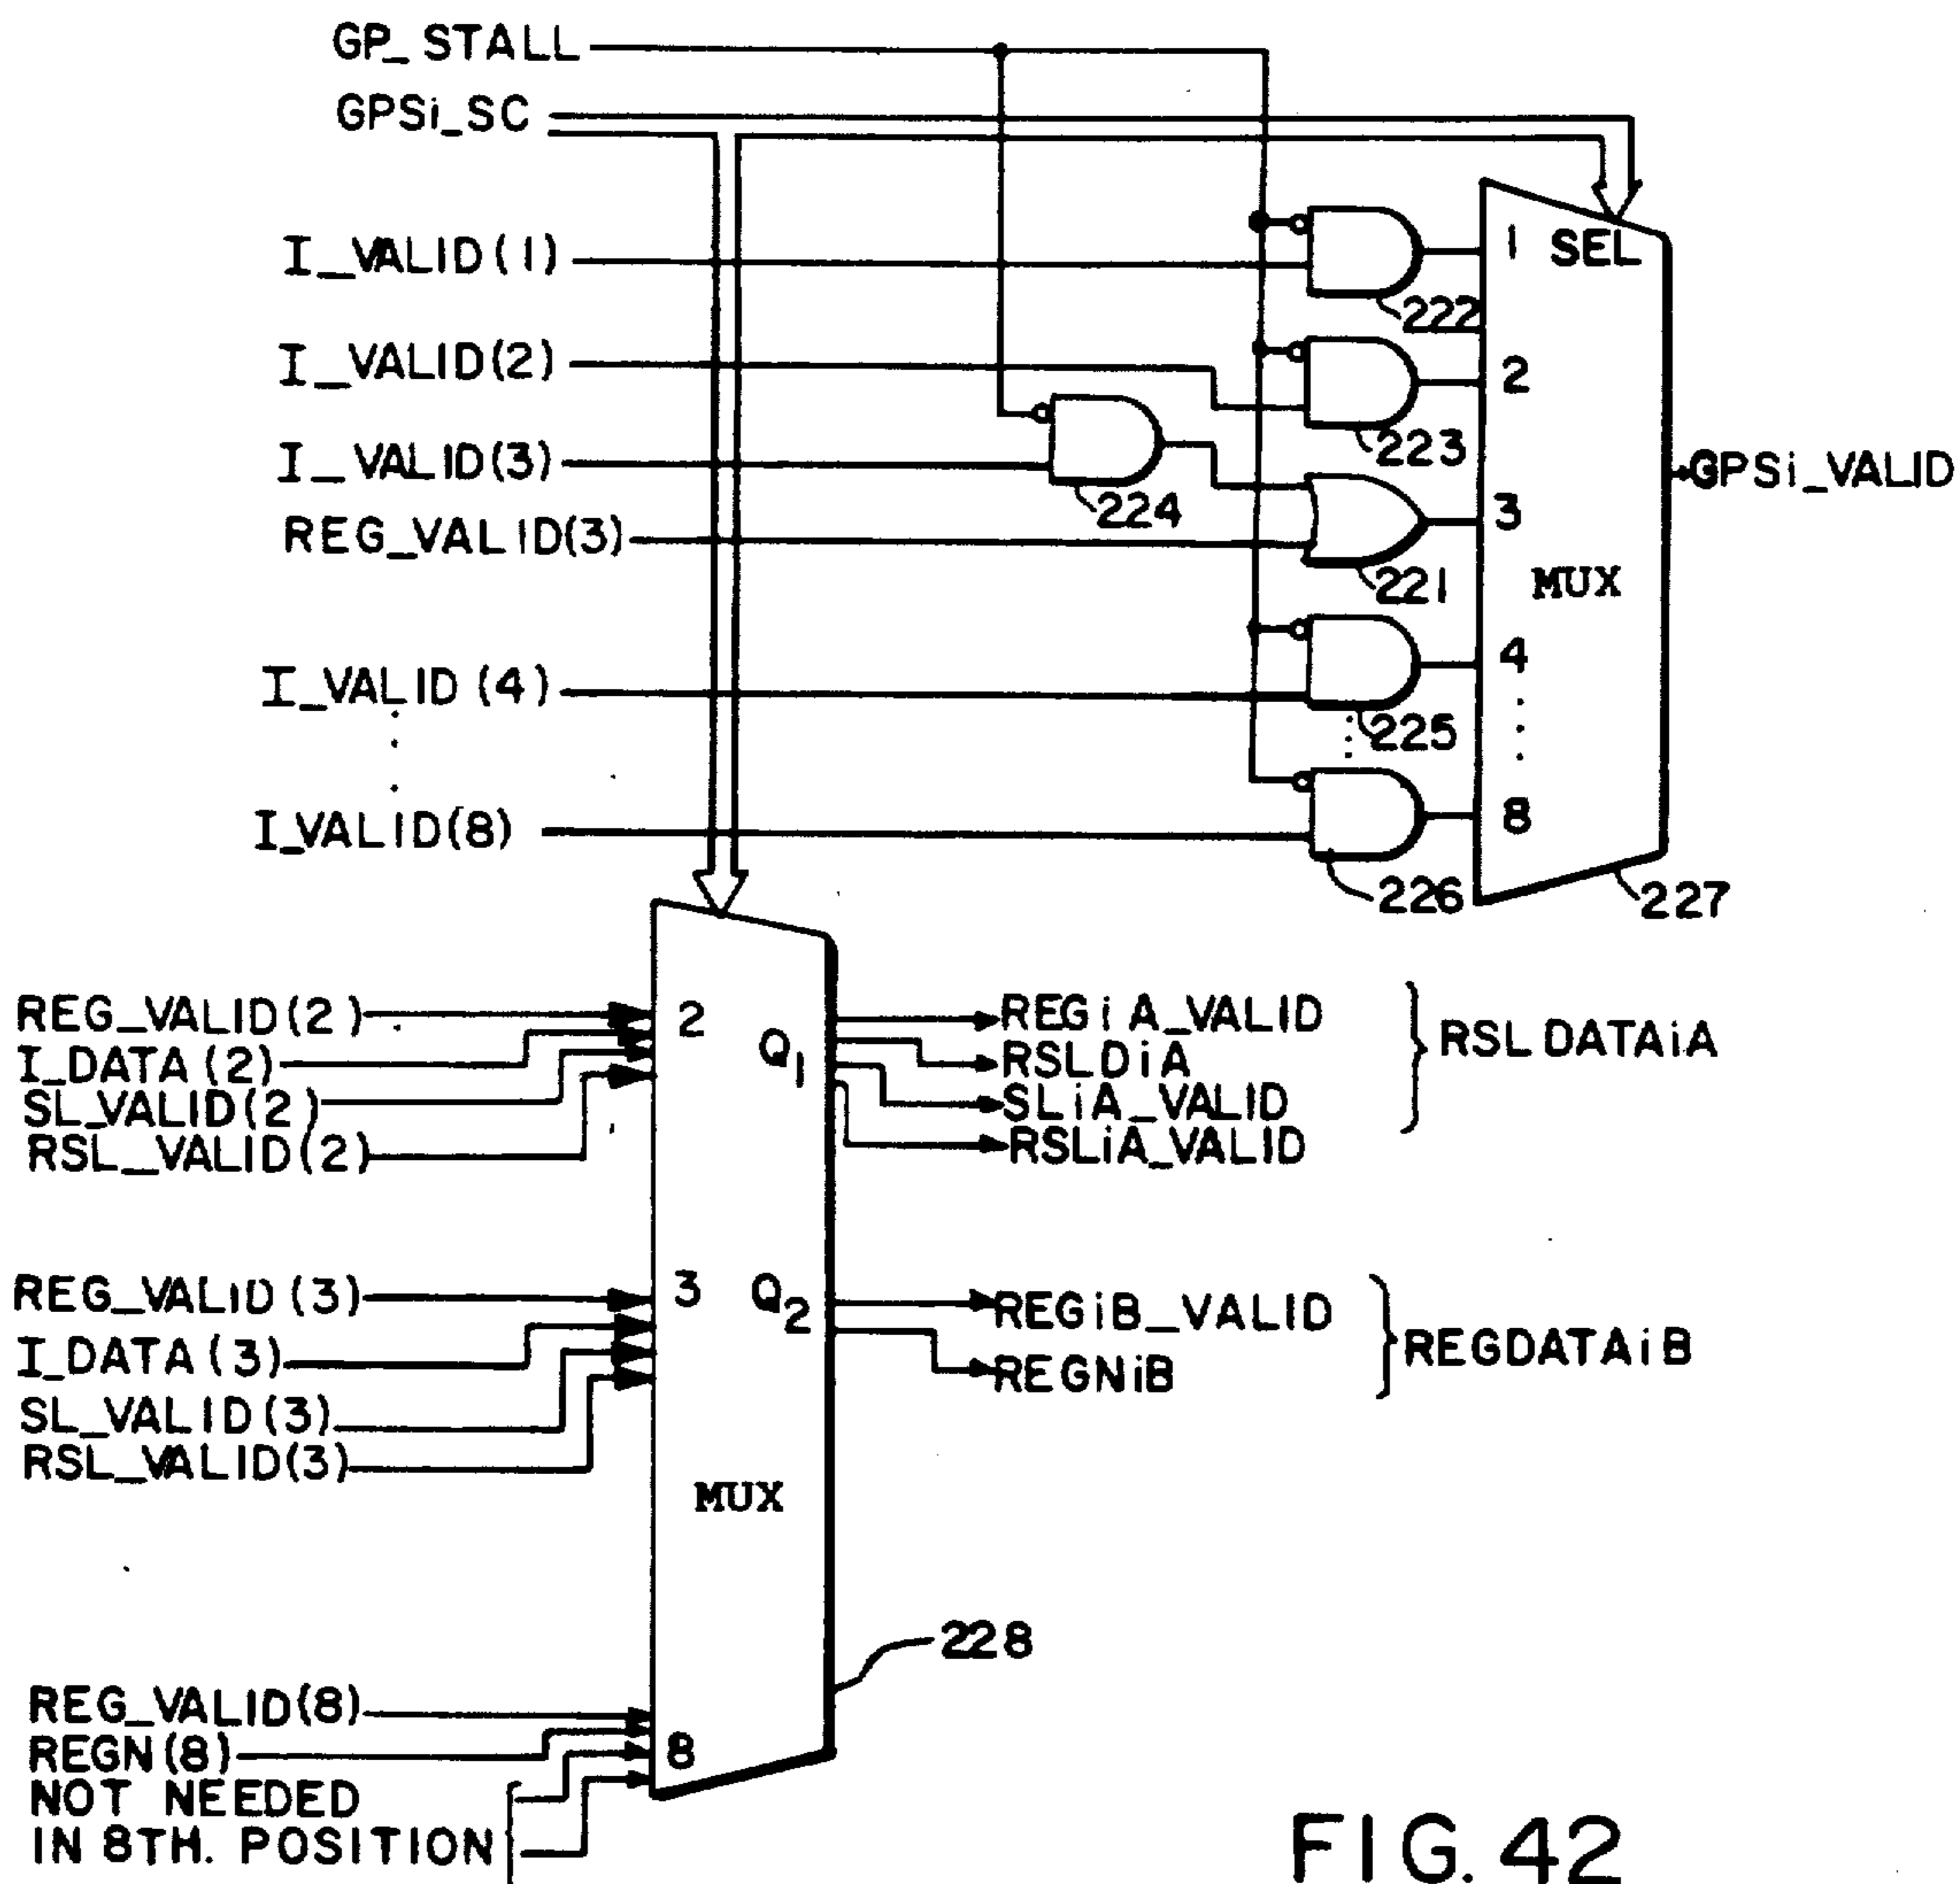 GP_STALL
GPSi_SC
I_VALID(1)
1 SEL
222
I_VALID(2)
2
223
I_VALID(3)
224
GPSi_VALID
REG_VALID(3)
3
221
MUX
I_VALID(4)
4
225
I_VALID(8)
8
226
227
REG_VALID(2)
I_DATA(2)
SL_VALID(2)
RSL_VALID(2)
2
Q1
REGiA_VALID
RSLDiA
SLiA_VALID
RSLiA_VALID
RSLDATAiA
REG_VALID(3)
I_DATA(3)
SL_VALID(3)
RSL_VALID(3)
3
Q2
REGiB_VALID
REGNiB
REGDATAiB
MUX
228
REG_VALID(8)
REGN(8)
NOT NEEDED
IN 8TH. POSITION
8
FIG. 42